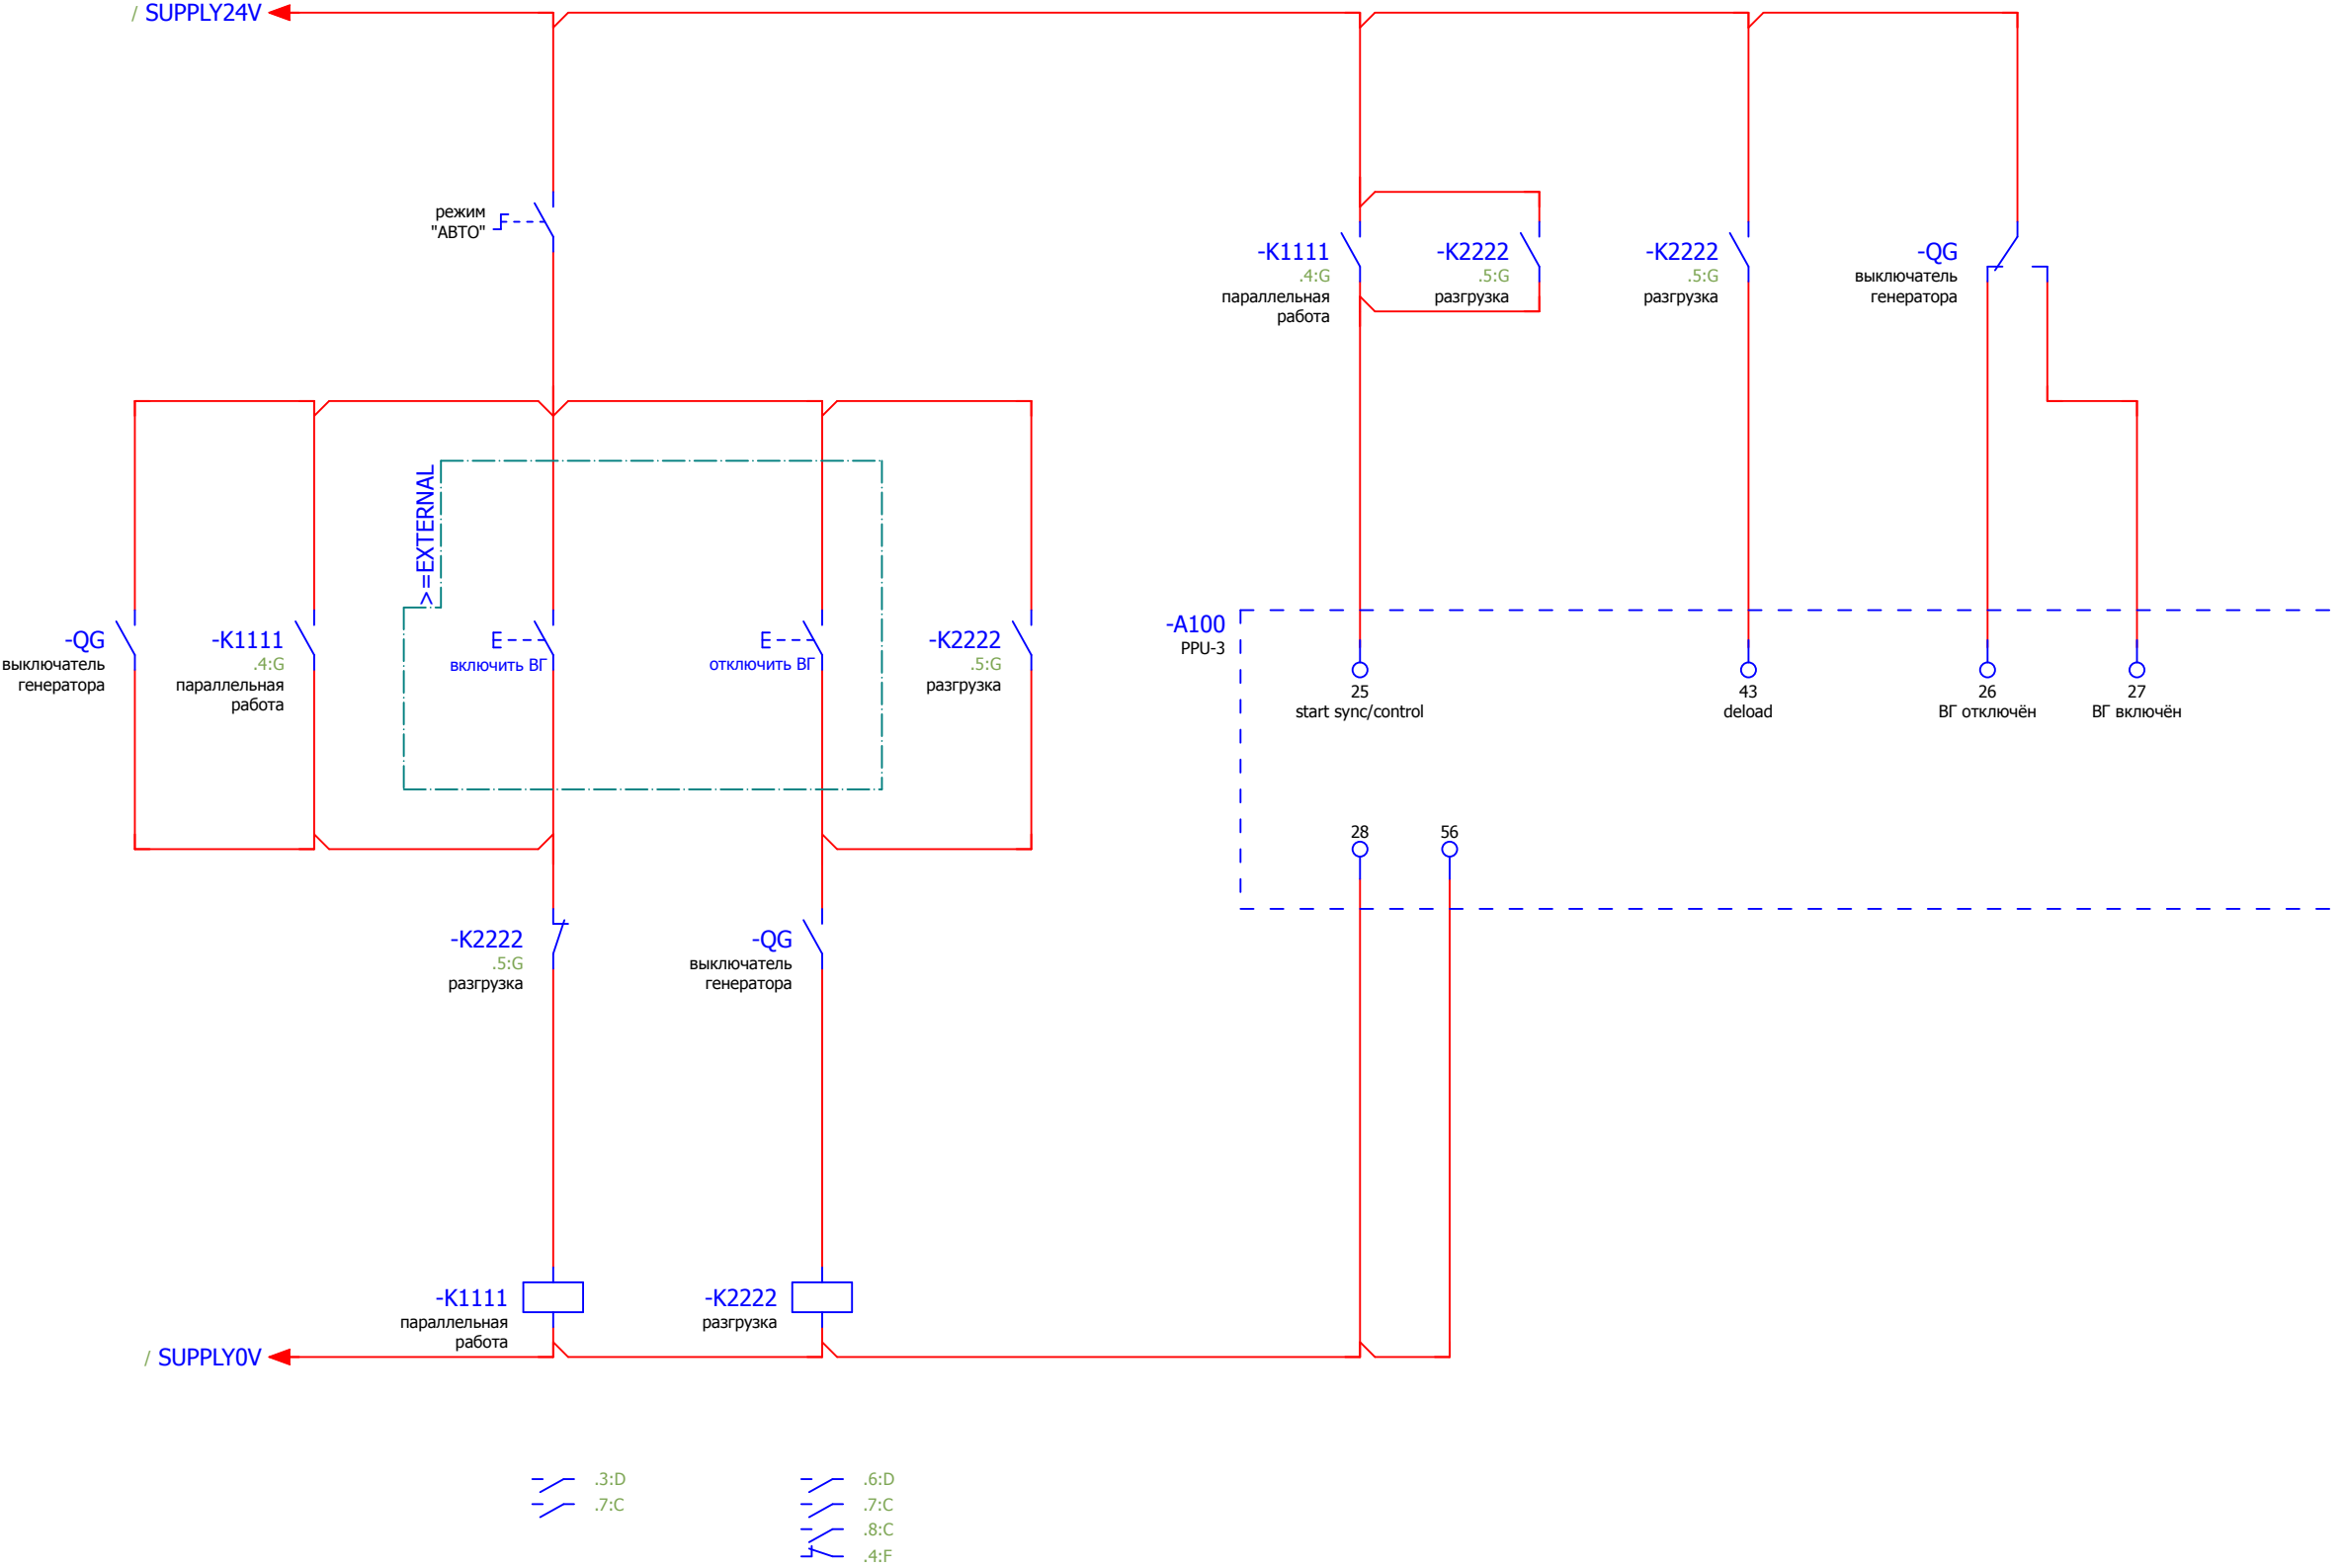 / SUPPLY24V
режим
"АВТО"
-K1111
.4:G
параллельная
работа
-K2222
.5:G
разгрузка
-K2222
.5:G
разгрузка
-QG
выключатель
генератора
>=EXTERNAL
-QG
выключатель
генератора
-K1111
.4:G
параллельная
работа
E
включить ВГ
E
отключить ВГ
-K2222
.5:G
разгрузка
-A100
PPU-3
25
start sync/control
43
deload
26
ВГ отключён
27
ВГ включён
28
56
-K2222
.5:G
разгрузка
-QG
выключатель
генератора
-K1111
параллельная
работа
-K2222
разгрузка
/ SUPPLY0V
.3:D
.7:C
.6:D
.7:C
.8:C
.4:F